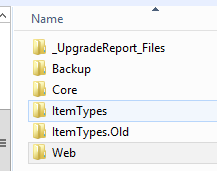 Name
_UpgradeReport_Files
Backup
Core
ItemTypes
ItemTypes.Old
Web